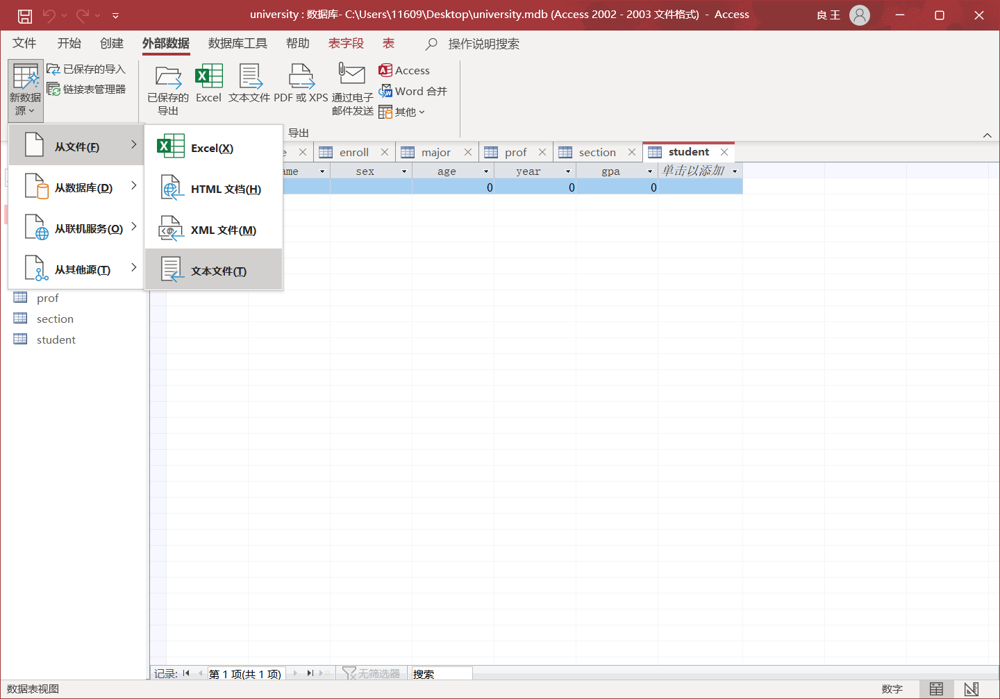 university : 数据库- C:\Users\11609\Desktop\university.mdb (Access 2002 - 2003 文件格式) - Access
良 王
文件 开始 创建 外部数据 数据库工具 帮助 表字段 表 操作说明搜索
新数据源
已保存的导入
链接表管理器
已保存的导出
Excel
文本文件
PDF 或 XPS
通过电子邮件发送
Access
Word 合并
其他
导出
从文件(F)
从数据库(D)
从联机服务(O)
从其他源(T)
Excel(X)
HTML 文档(H)
XML 文件(M)
文本文件(T)
enroll major prof section student
sex age year gpa 单击以添加
0 0 0
prof
section
student
记录: 第 1 项(共 1 项) 无筛选器 搜索
数据表视图
数字